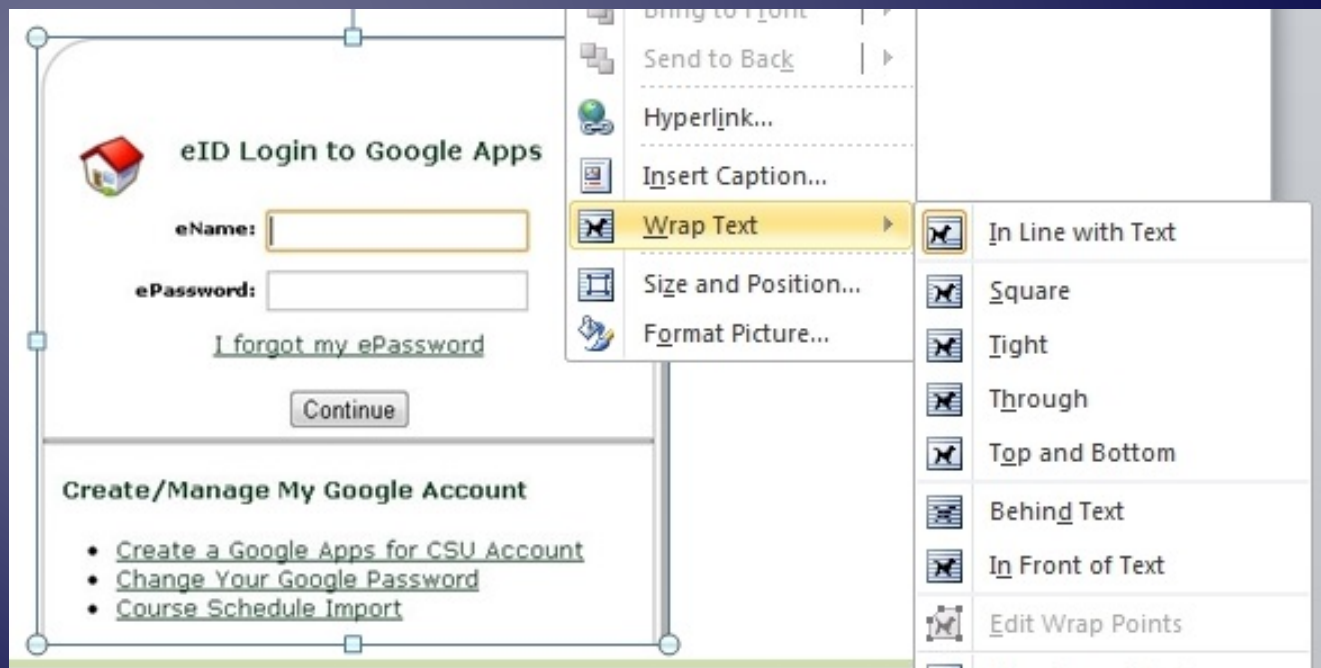 eID Login to Google Apps
eName:
ePassword:
I forgot my ePassword
Continue
Create/Manage My Google Account
• Create a Google Apps for CSU Account
• Change Your Google Password
• Course Schedule Import
Bring to Front
Send to Back
Hyperlink...
Insert Caption...
Wrap Text
Size and Position...
Format Picture...
In Line with Text
Square
Tight
Through
Top and Bottom
Behind Text
In Front of Text
Edit Wrap Points